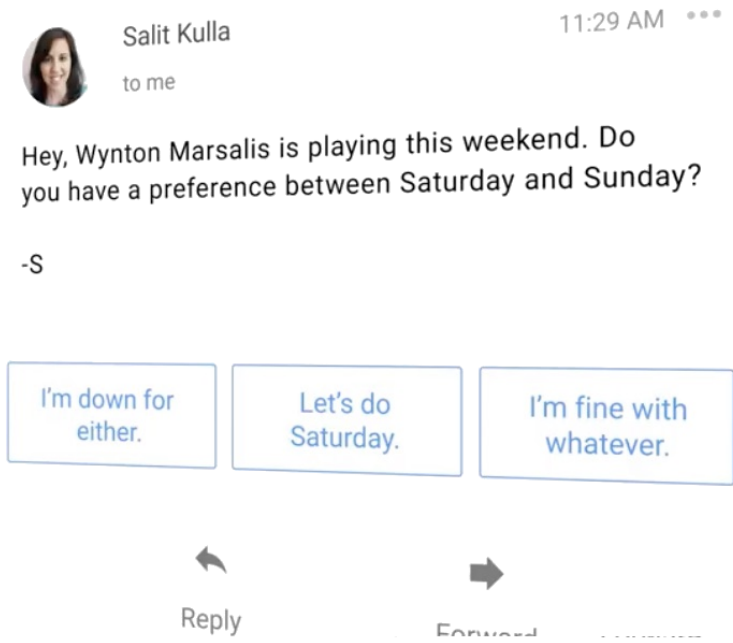 Salit Kulla
11:29 AM
to me
Hey, Wynton Marsalis is playing this weekend. Do
you have a preference between Saturday and Sunday?
-S
I'm down for
either.
Let's do
Saturday.
I'm fine with
whatever.
Reply
Forward